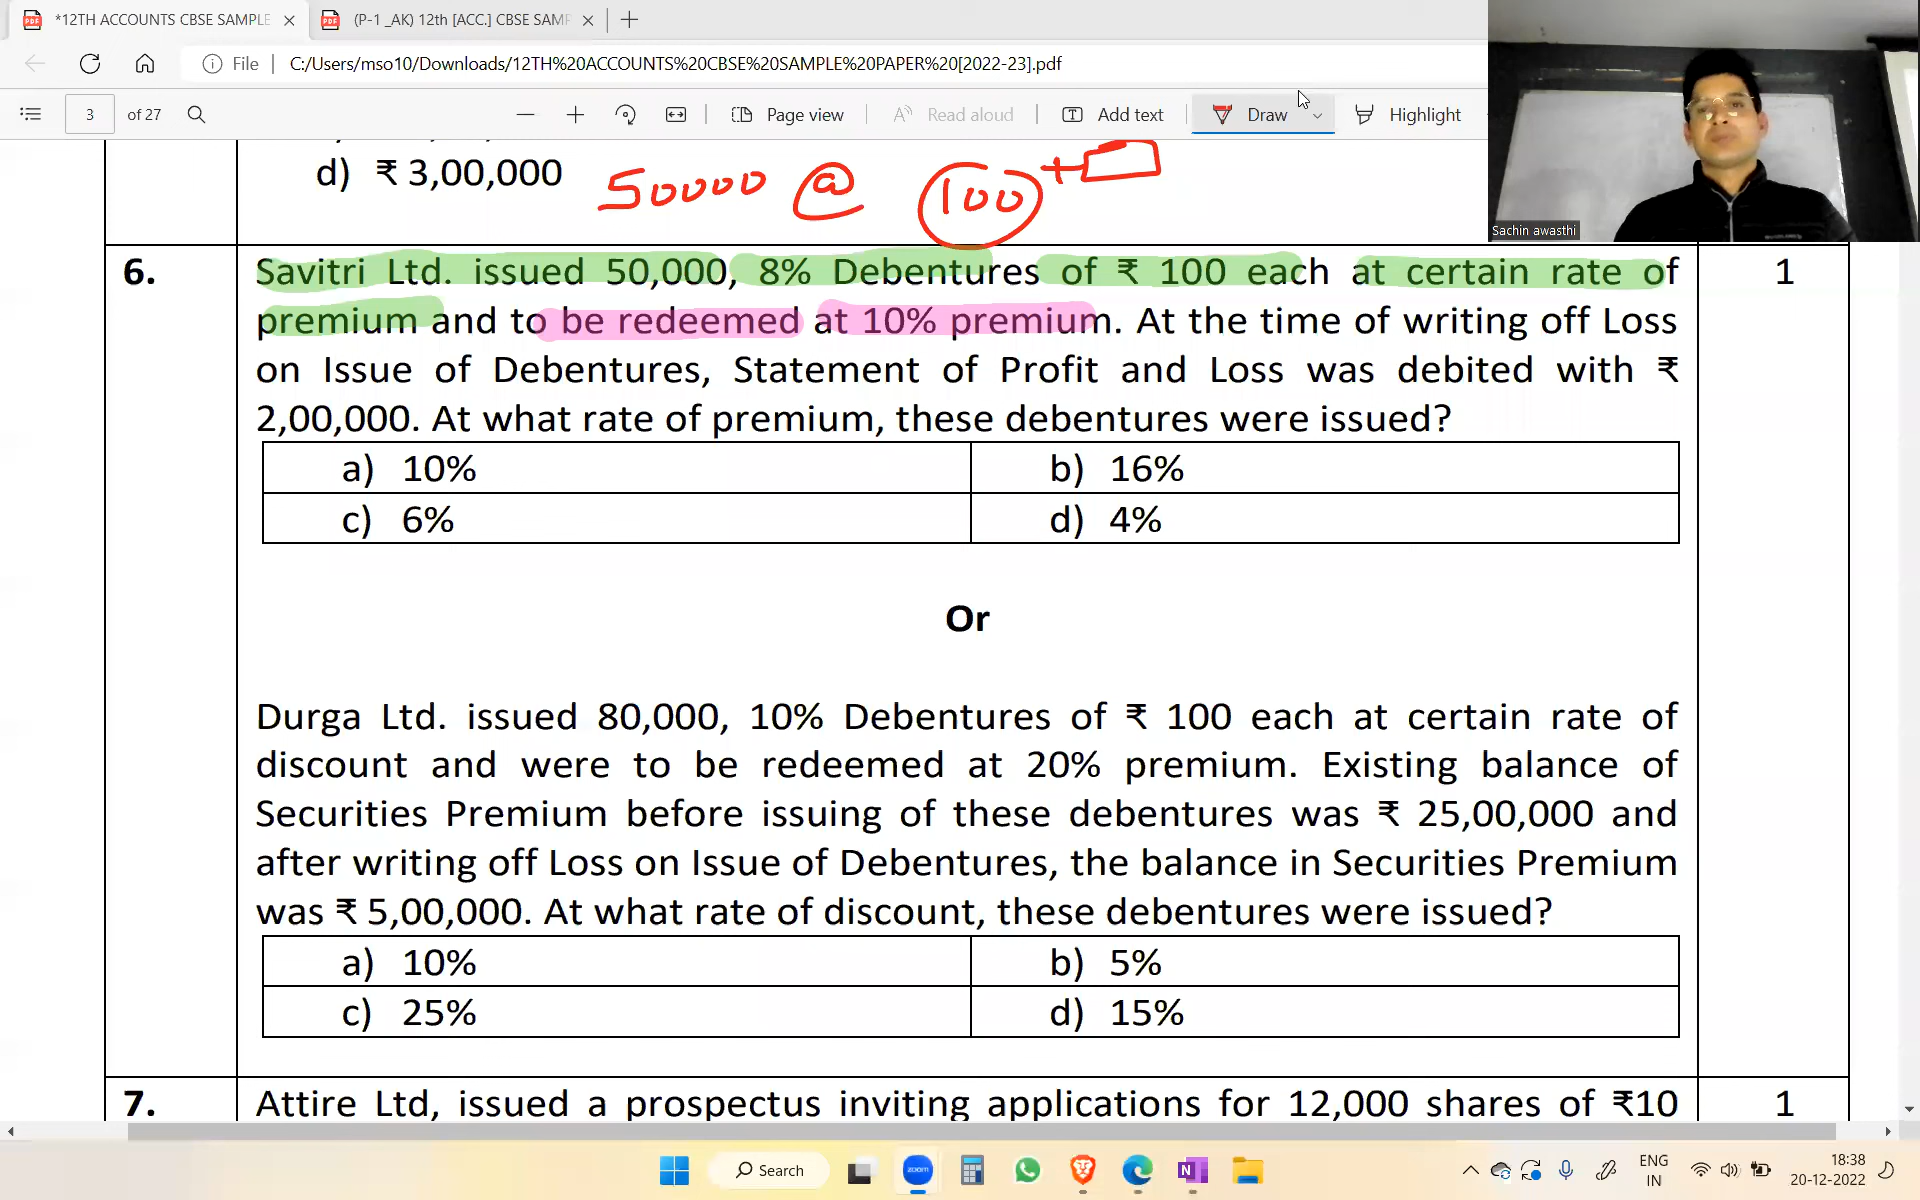 *12TH ACCOUNTS CBSE SAMPLE
(P-1 _AK) 12th [ACC.] CBSE SAMP
File
C:/Users/mso10/Downloads/12TH%20ACCOUNTS%20CBSE%20SAMPLE%20PAPER%20[2022-23].pdf
3 of 27
Page view
Read aloud
Add text
Draw
Highlight
Sachin awasthi
d) ₹ 3,00,000
50000 @ 100 +
6. Savitri Ltd. issued 50,000, 8% Debentures of ₹ 100 each at certain rate of 1
premium and to be redeemed at 10% premium. At the time of writing off Loss
on Issue of Debentures, Statement of Profit and Loss was debited with ₹
2,00,000. At what rate of premium, these debentures were issued?
a) 10% b) 16%
c) 6% d) 4%
Or
Durga Ltd. issued 80,000, 10% Debentures of ₹ 100 each at certain rate of
discount and were to be redeemed at 20% premium. Existing balance of
Securities Premium before issuing of these debentures was ₹ 25,00,000 and
after writing off Loss on Issue of Debentures, the balance in Securities Premium
was ₹ 5,00,000. At what rate of discount, these debentures were issued?
a) 10% b) 5%
c) 25% d) 15%
7. Attire Ltd, issued a prospectus inviting applications for 12,000 shares of ₹10 1
Search
zoom
ENG
IN
18:38
20-12-2022